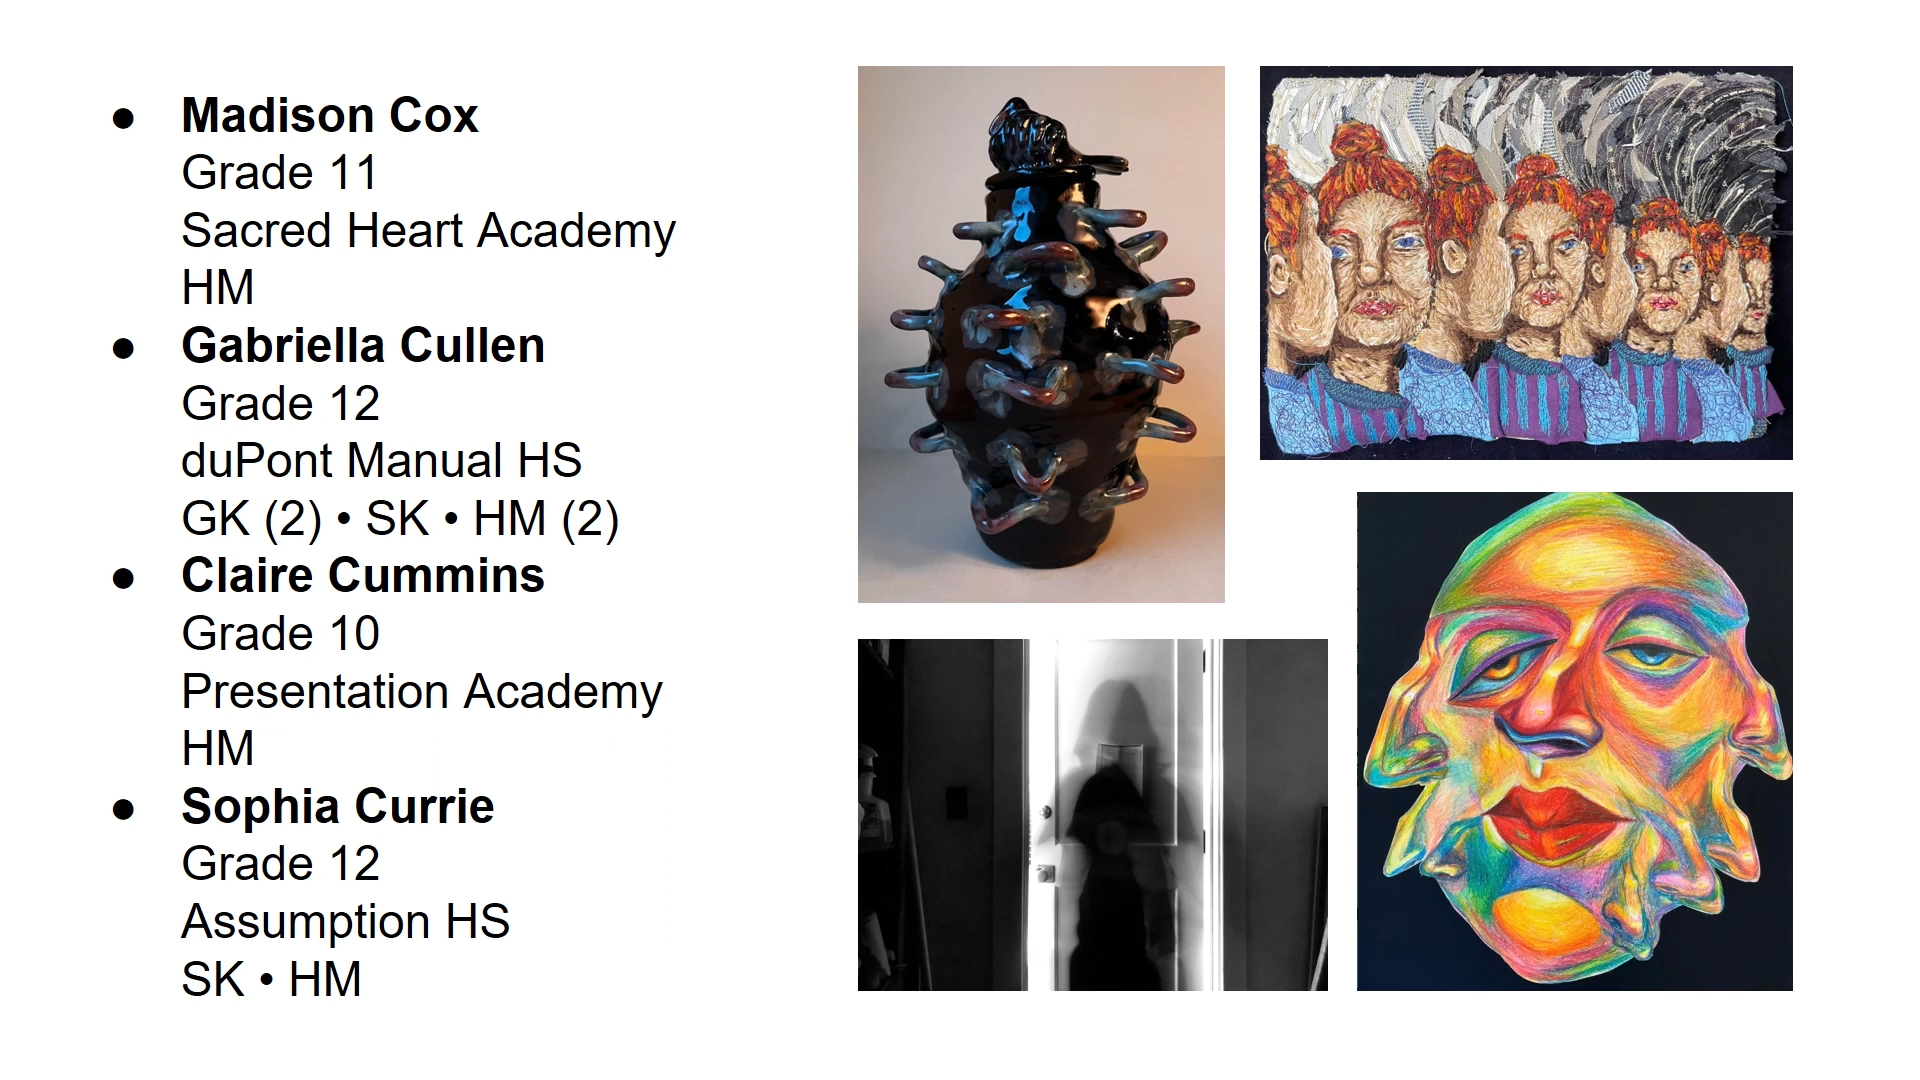 ● Madison Cox
Grade 11
Sacred Heart Academy
HM
● Gabriella Cullen
Grade 12
duPont Manual HS
GK (2) • SK • HM (2)
● Claire Cummins
Grade 10
Presentation Academy
HM
● Sophia Currie
Grade 12
Assumption HS
SK • HM